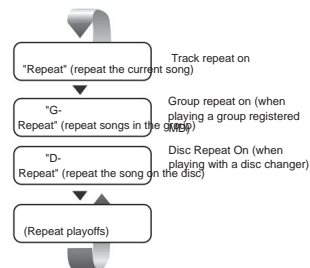 Track repeat on
"Repeat" (repeat the current song)
"G-
Repeat" (repeat songs in the group)
Group repeat on (when
playing a group registered
MD)
"D-
Repeat" (repeat the song on the disc)
Disc Repeat On (when
playing with a disc changer)
(Repeat playoffs)